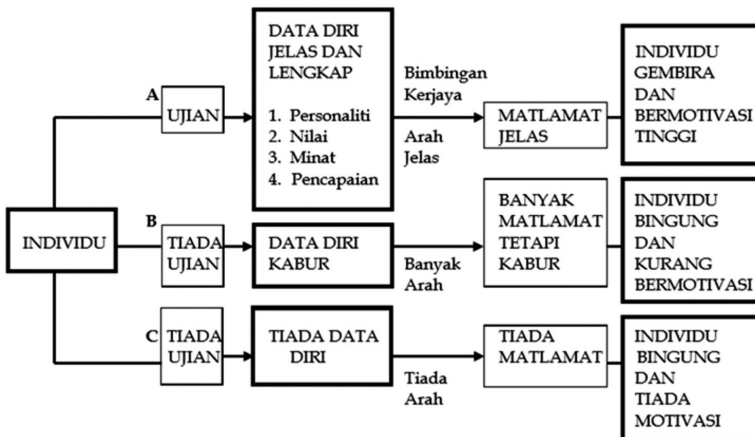 INDIVIDU
A
UJIAN
DATA DIRI
JELAS DAN
LENGKAP
1. Personaliti
2. Nilai
3. Minat
4. Pencapaian
Bimbingan
Kerjaya
Arah
Jelas
MATLAMAT
JELAS
INDIVIDU
GEMBIRA
DAN
BERMOTIVASI
TINGGI
B
TIADA
UJIAN
DATA DIRI
KABUR
Banyak
Arah
BANYAK
MATLAMAT
TETAPI
KABUR
INDIVIDU
BINGUNG
DAN
KURANG
BERMOTIVASI
C
TIADA
UJIAN
TIADA DATA
DIRI
Tiada
Arah
TIADA
MATLAMAT
INDIVIDU
BINGUNG
DAN
TIADA
MOTIVASI